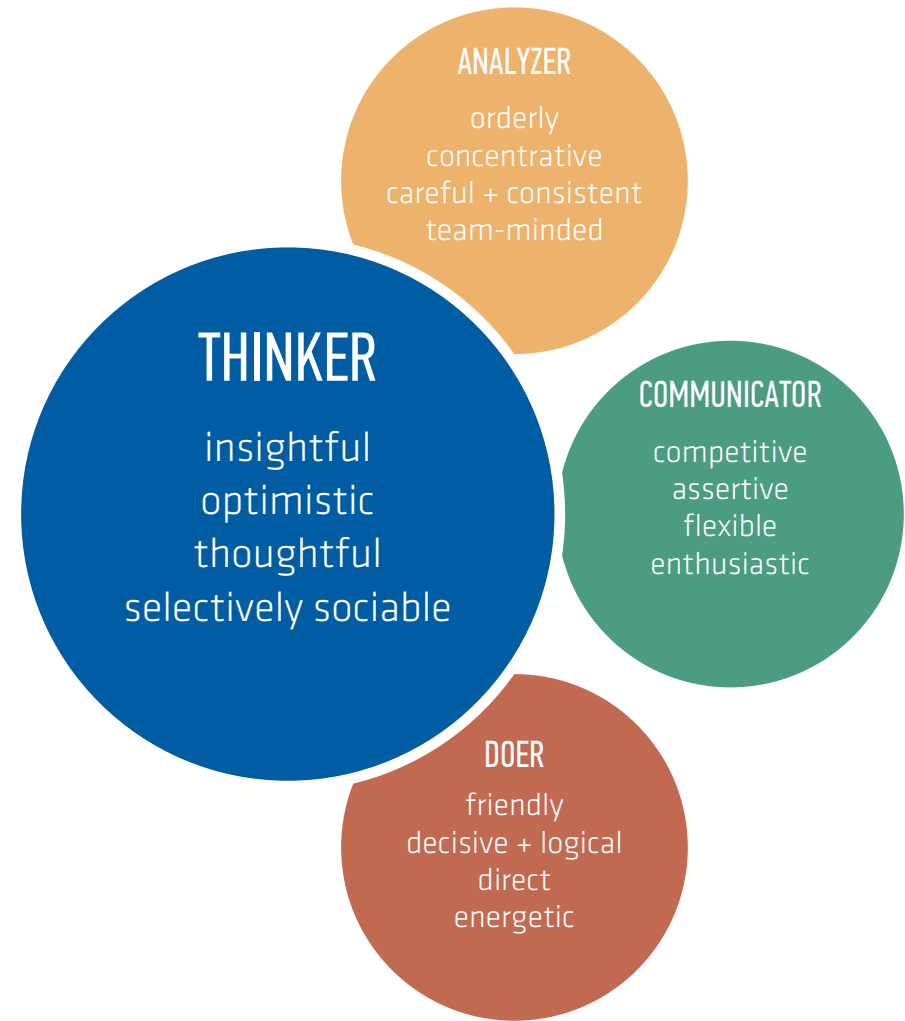 ANALYZER
orderly
concentrative
careful + consistent
team-minded
THINKER
insightful
optimistic
thoughtful
selectively sociable
COMMUNICATOR
competitive
assertive
flexible
enthusiastic
DOER
friendly
decisive + logical
direct
energetic